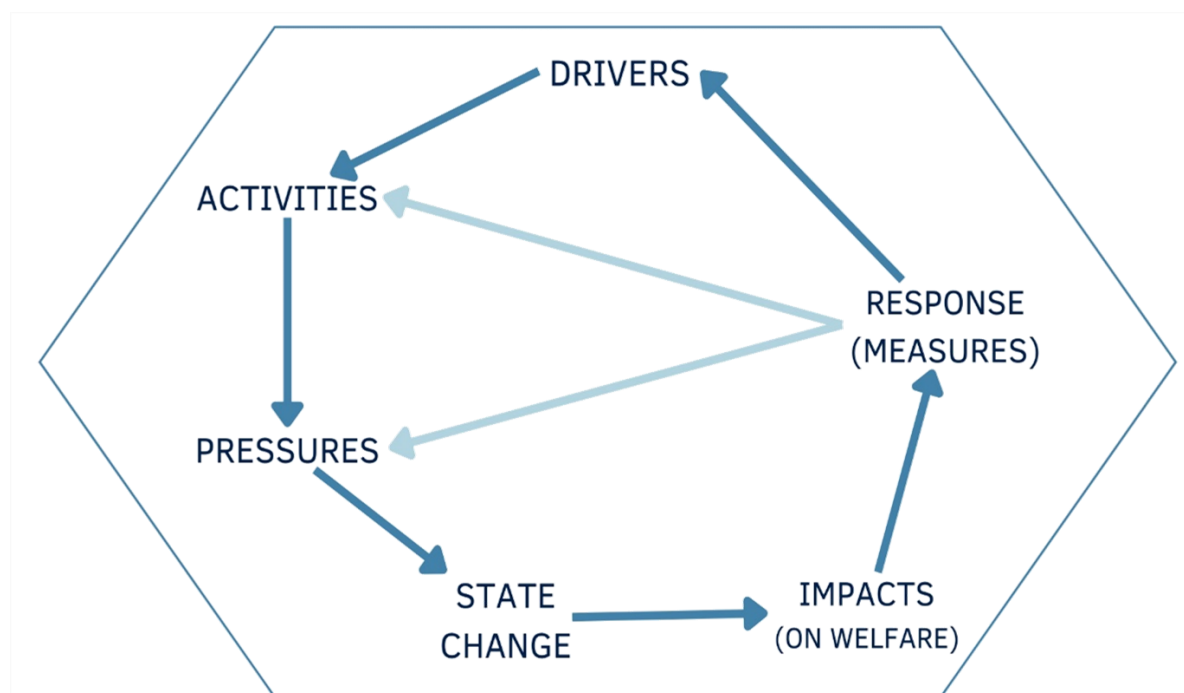 DRIVERS
ACTIVITIES
RESPONSE
(MEASURES)
PRESSURES
STATE
CHANGE
IMPACTS
(ON WELFARE)